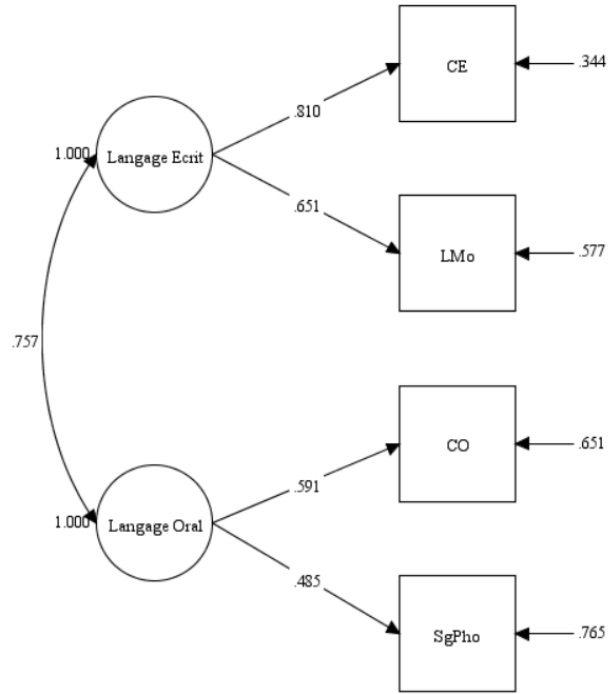 CE
.344
.810
1.000
Langage Ecrit
.651
LMo
.577
.757
CO
.651
.591
1.000
Langage Oral
.485
SgPho
.765